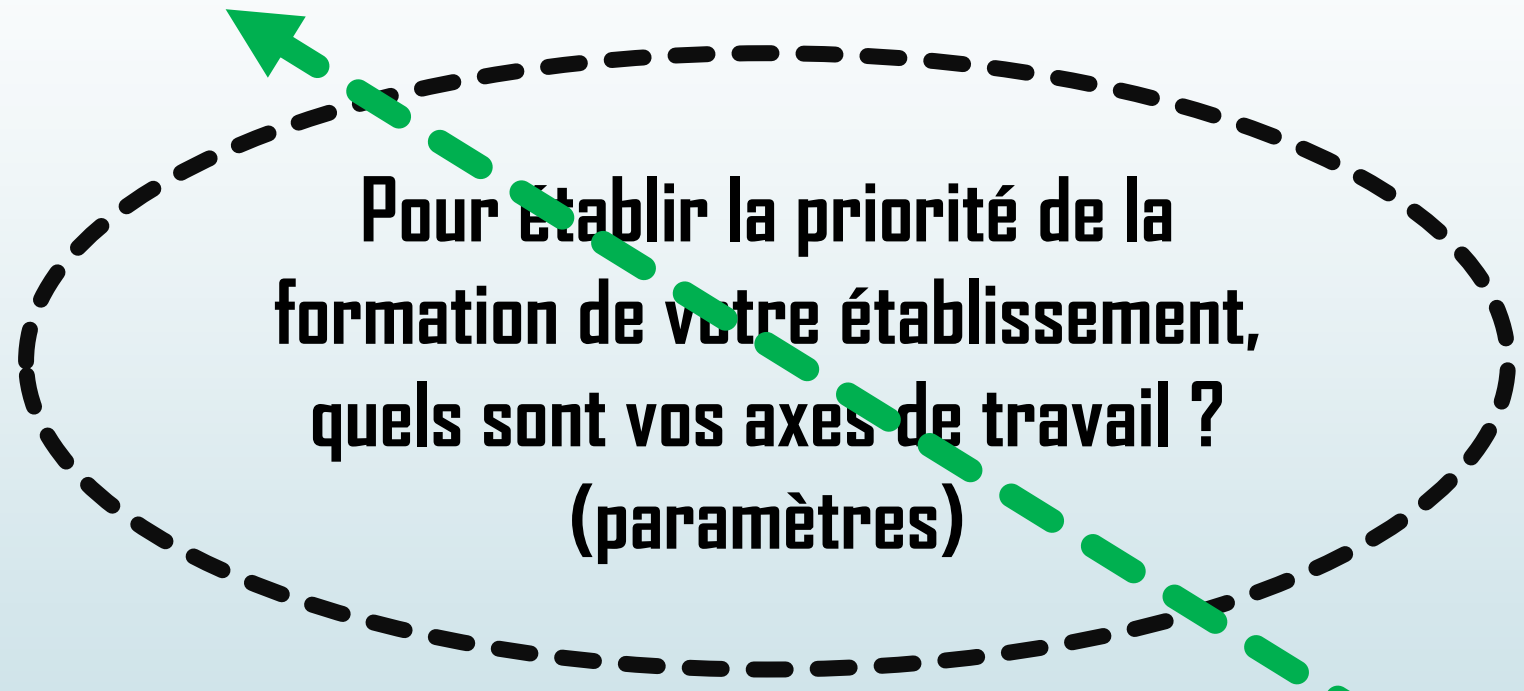 Pour établir la priorité de la
formation de votre établissement,
quels sont vos axes de travail ?
(paramètres)